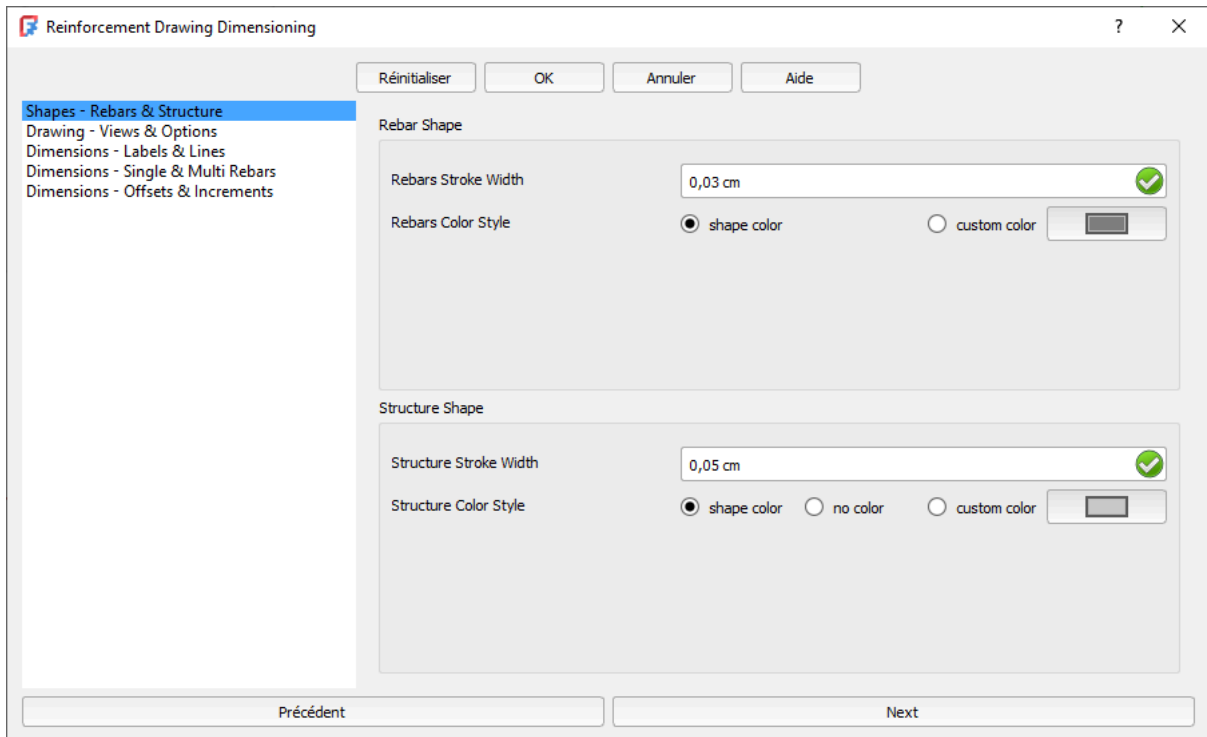 Reinforcement Drawing Dimensioning ?
Réinitialiser OK Annuler Aide
Shapes - Rebars & Structure
Drawing - Views & Options
Dimensions - Labels & Lines
Dimensions - Single & Multi Rebars
Dimensions - Offsets & Increments
Rebar Shape
Rebars Stroke Width 0,03 cm
Rebars Color Style shape color custom color
Structure Shape
Structure Stroke Width 0,05 cm
Structure Color Style shape color no color custom color
Précédent Next